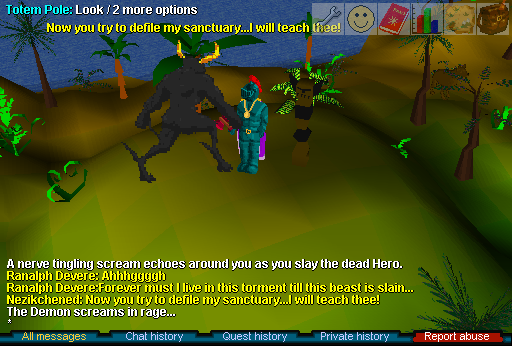 Totem Pole: Look / 2 more options
Now you try to defile my sanctuary...I will teach thee!
A nerve tingling scream echoes around you as you slay the dead Hero.
Ranalph Devere: Ahhhggggh
Ranalph Devere:Forever must I live in this torment till this beast is slain...
Nezikchened: Now you try to defile my sanctuary...I will teach thee!
The Demon screams in rage...
*
All messages
Chat history
Quest history
Private history
Report abuse